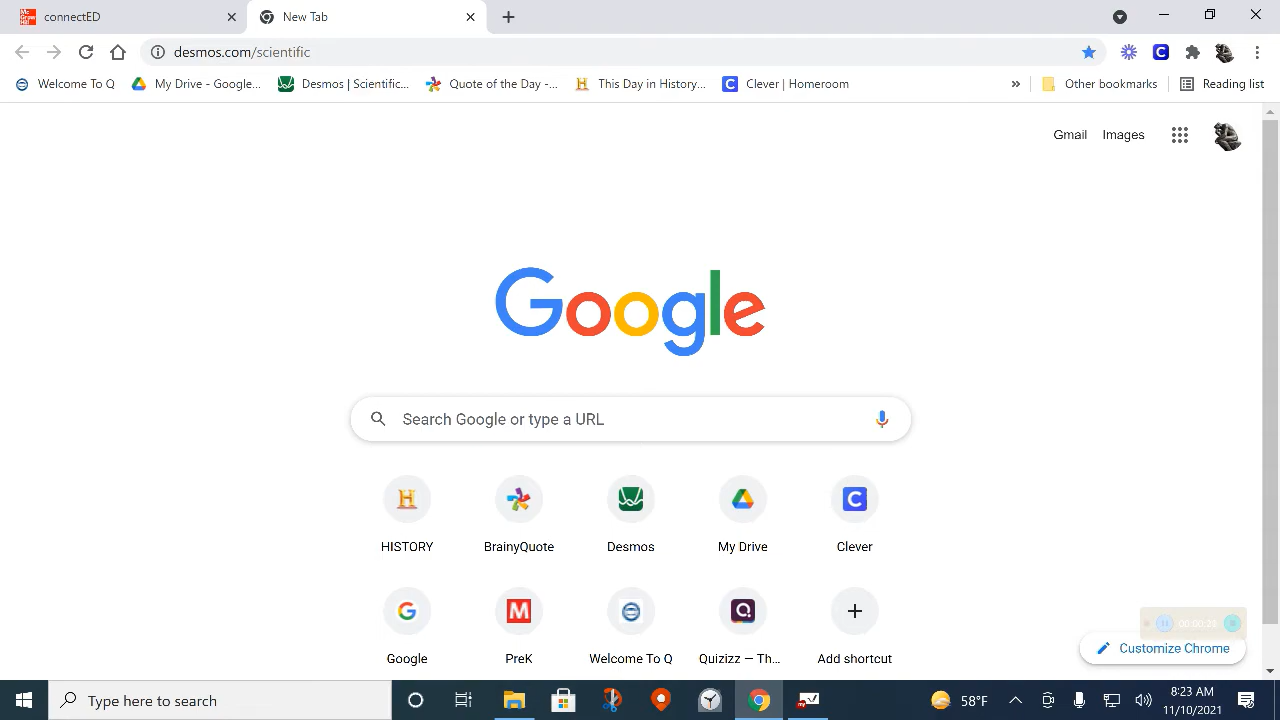 connectED
New Tab
desmos.com/scientific
Welcome To Q
My Drive - Google...
Desmos | Scientific...
Quote of the Day -...
This Day in History...
Clever | Homeroom
Other bookmarks
Reading list
Gmail
Images
Google
Search Google or type a URL
HISTORY
BrainyQuote
Desmos
My Drive
Clever
Google
PreK
Welcome To Q
Quizizz — Th...
Add shortcut
Customize Chrome
Type here to search
58°F
8:23 AM
11/10/2021